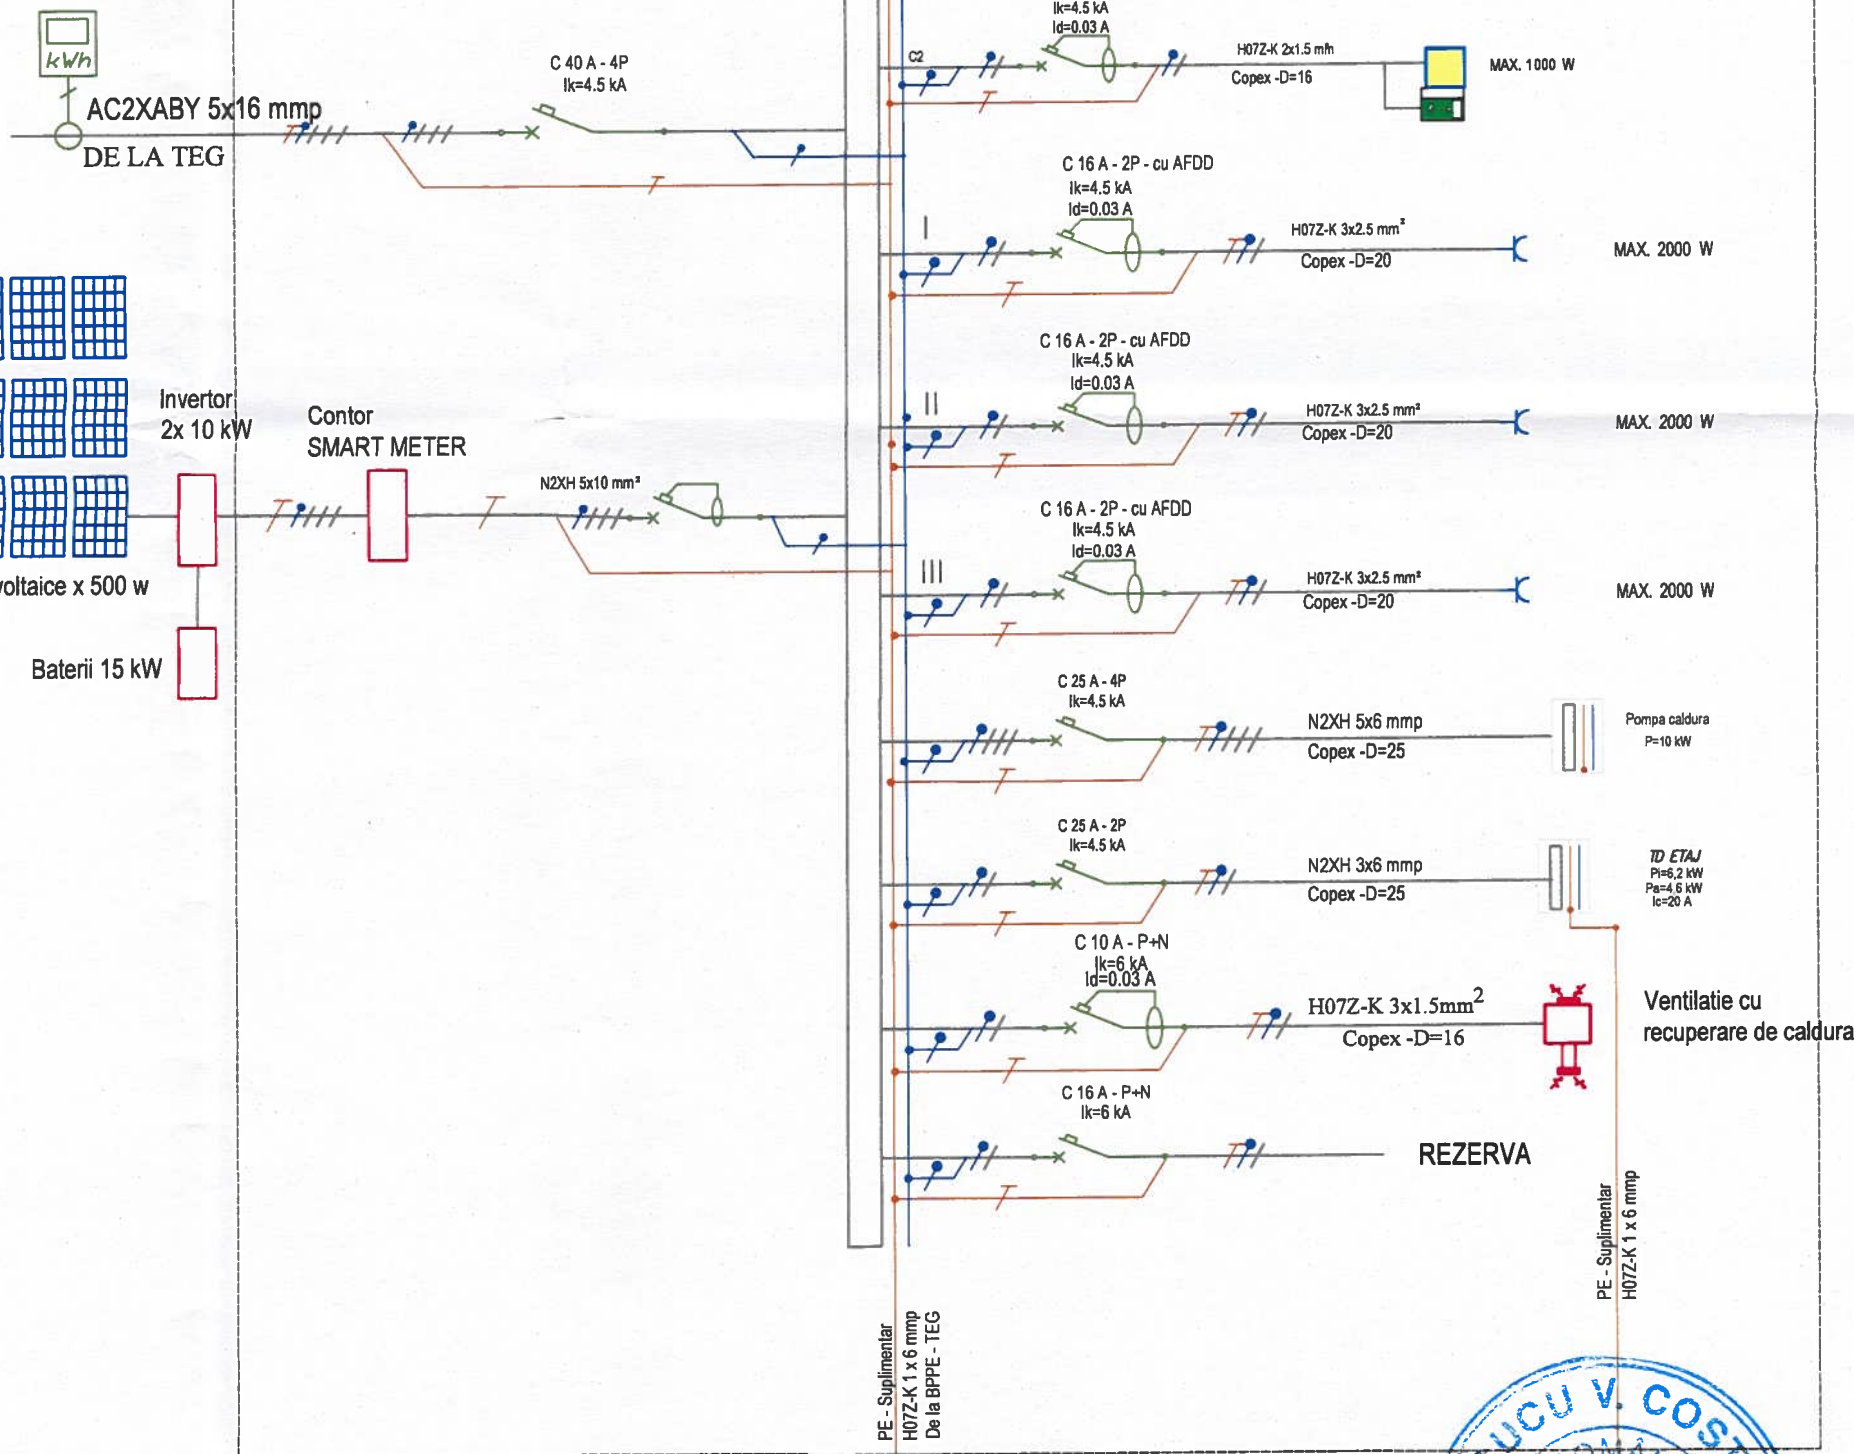 kWh
AC2XABY 5x16 mmp
DE LA TEG
C 40 A - 4P
Ik=4.5 kA
Invertor
2x 10 kW
Contor
SMART METER
N2XH 5x10 mm²
voltaice x 500 w
Baterii 15 kW
Ik=4.5 kA
Id=0.03 A
C2
H07Z-K 2x1.5 mm
Copex -D=16
MAX. 1000 W
C 16 A - 2P - cu AFDD
Ik=4.5 kA
Id=0.03 A
I
H07Z-K 3x2.5 mm²
Copex -D=20
MAX. 2000 W
C 16 A - 2P - cu AFDD
Ik=4.5 kA
Id=0.03 A
II
H07Z-K 3x2.5 mm²
Copex -D=20
MAX. 2000 W
C 16 A - 2P - cu AFDD
Ik=4.5 kA
Id=0.03 A
III
H07Z-K 3x2.5 mm²
Copex -D=20
MAX. 2000 W
C 25 A - 4P
Ik=4.5 kA
N2XH 5x6 mmp
Copex -D=25
Pompa caldura
P=10 kW
C 25 A - 2P
Ik=4.5 kA
N2XH 3x6 mmp
Copex -D=25
TD ETAJ
Pi=6,2 kW
Pa=4,6 kW
Ic=20 A
C 10 A - P+N
Ik=6 kA
Id=0.03 A
H07Z-K 3x1.5mm²
Copex -D=16
Ventilatie cu
recuperare de caldura
C 16 A - P+N
Ik=6 kA
REZERVA
PE - Suplimentar
H07Z-K 1 x 6 mmp
De la BPPE - TEG
PE - Suplimentar
H07Z-K 1 x 6 mmp
UCU V. COS